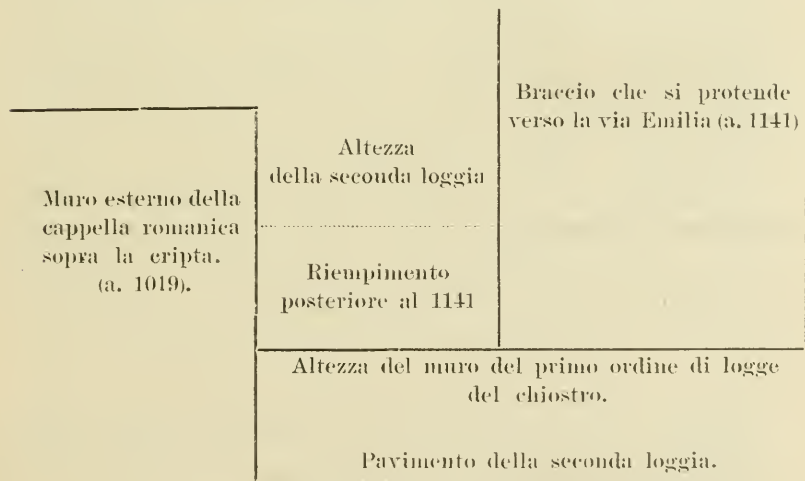 Muro esterno della
cappella romanica
sopra la cripta.
(a. 1019).
Altezza
della seconda loggia
Riempimento
posteriore al 1141
Braccio che si protende
verso la via Emilia (a. 1141)
Altezza del muro del primo ordine di logge
del chiostro.
Pavimento della seconda loggia.